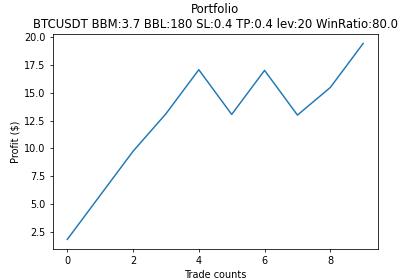 Portfolio
BTCUSDT BBM:3.7 BBL:180 SL:0.4 TP:0.4 lev:20 WinRatio:80.0
20.0
17.5
15.0
12.5
10.0
7.5
5.0
2.5
Profit ($)
0 2 4 6 8
Trade counts